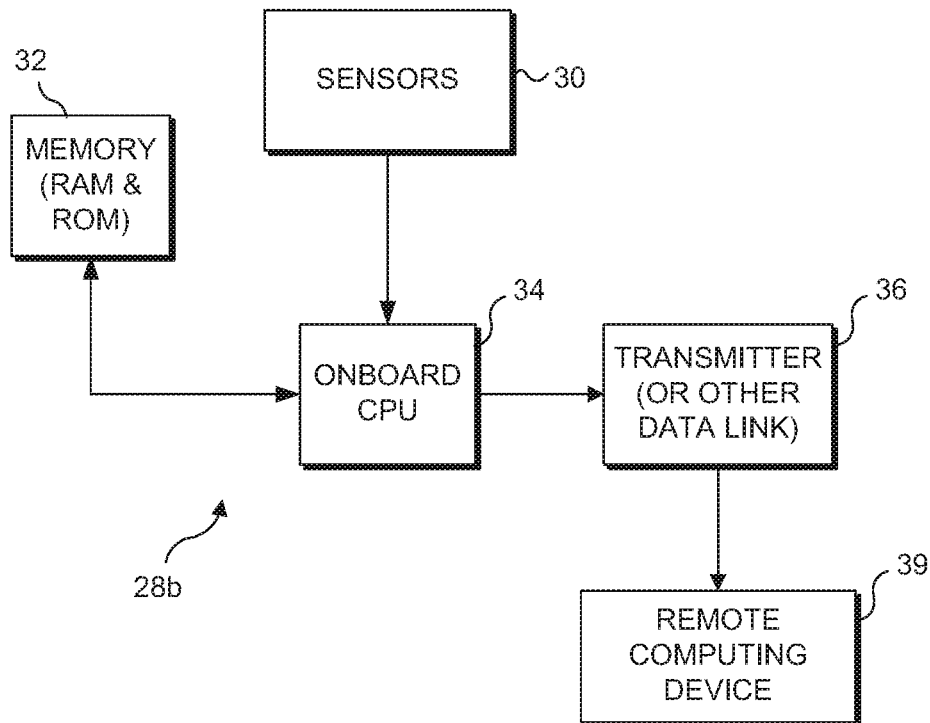 32
SENSORS
30
MEMORY
(RAM &
ROM)
34
36
ONBOARD
CPU
TRANSMITTER
(OR OTHER
DATA LINK)
28b
39
REMOTE
COMPUTING
DEVICE